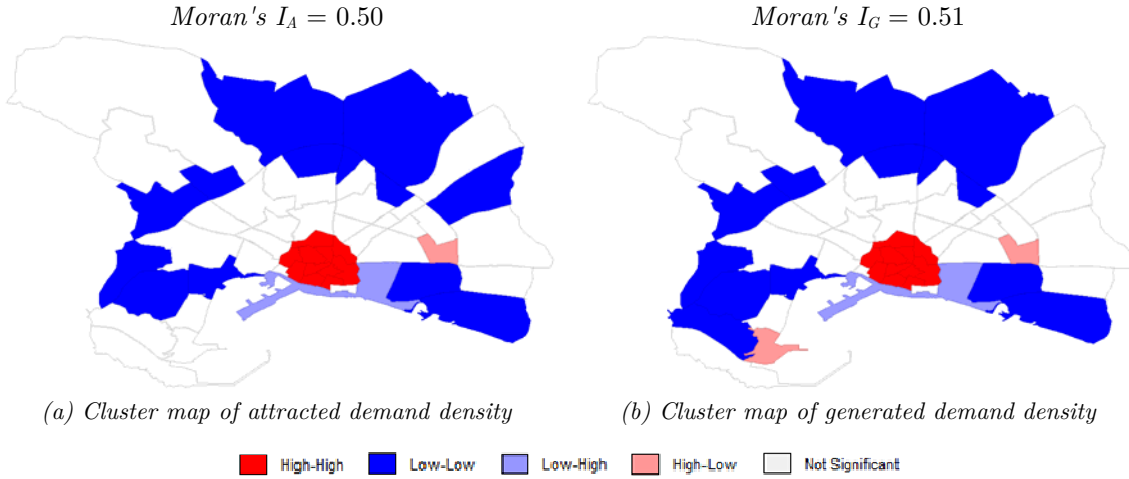 Moran's I_A = 0.50
Moran's I_G = 0.51
(a) Cluster map of attracted demand density
(b) Cluster map of generated demand density
High-High
Low-Low
Low-High
High-Low
Not Significant